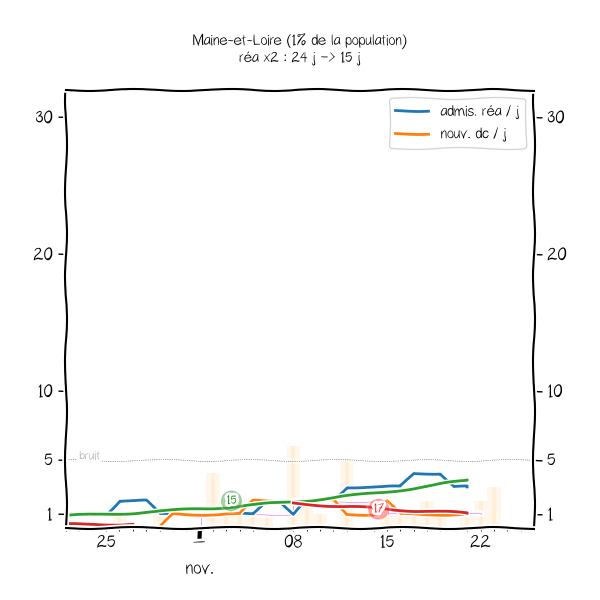 Maine-et-Loire (1% de la population)
réa x2 : 24 j -> 15 j
admis. réa / j
nouv. dc / j
30
30
20
20
10
10
5
bruit
5
15
17
1
1
25
1
08
15
22
nov.